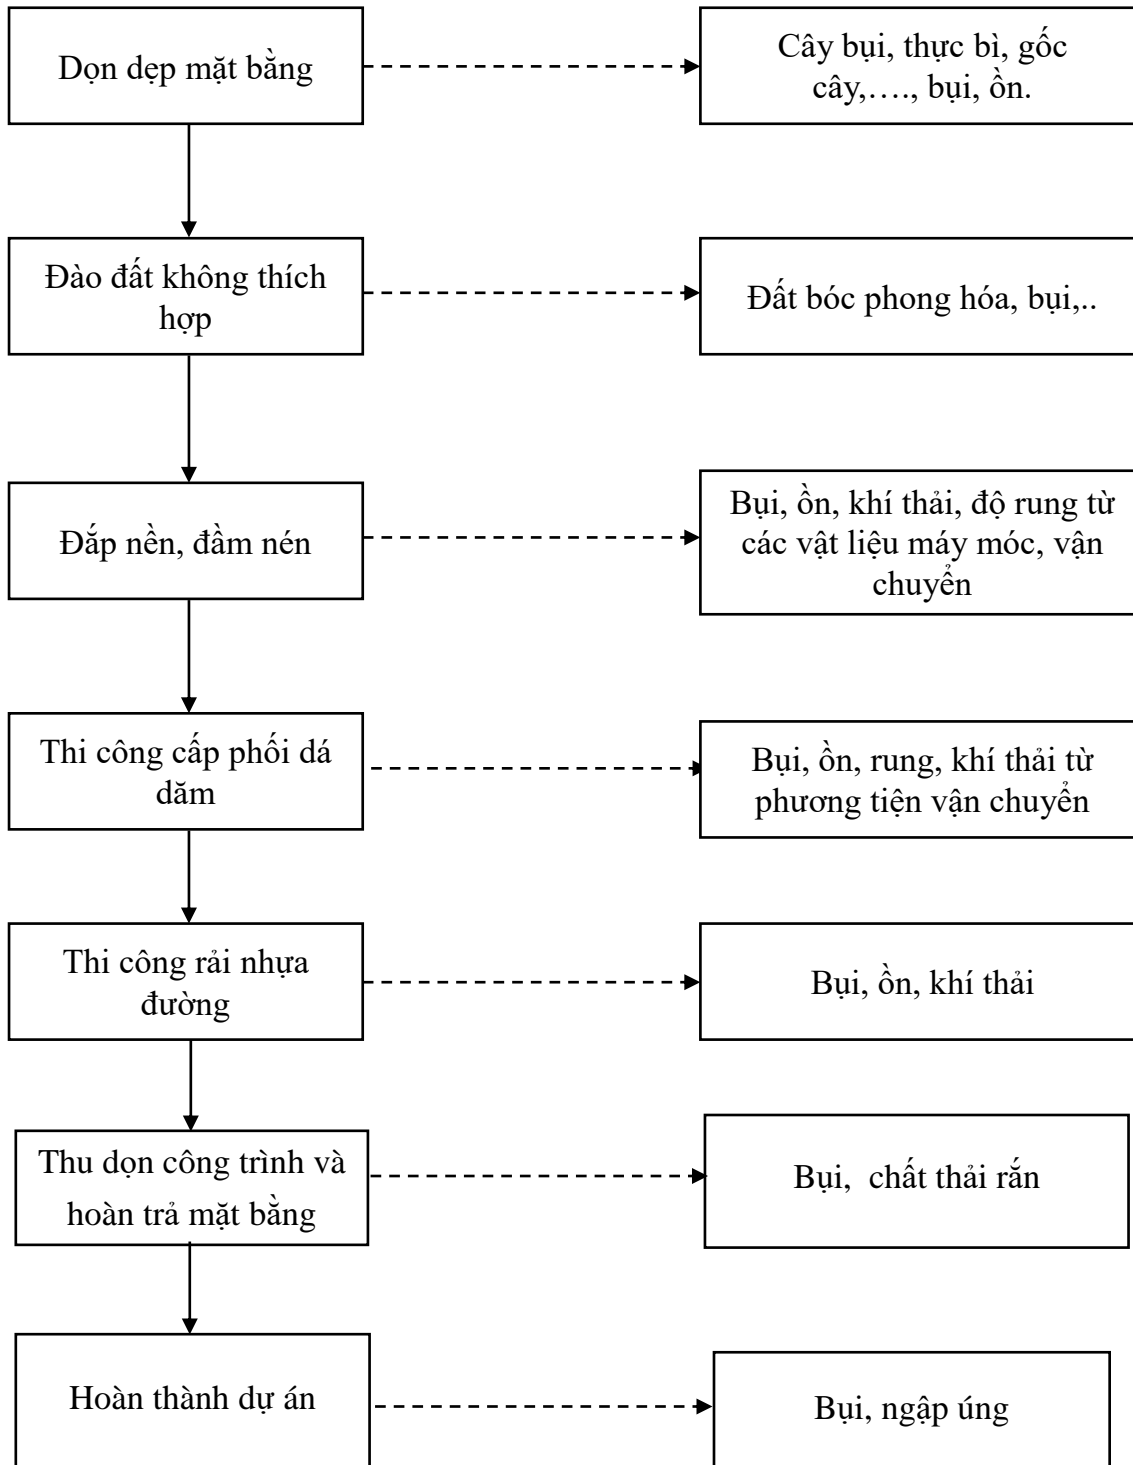 Dọn dẹp mặt bằng
Cây bụi, thực bì, gốc
cây,…., bụi, ồn.
Đào đất không thích
hợp
Đất bóc phong hóa, bụi,..
Đắp nền, đầm nén
Bụi, ồn, khí thải, độ rung từ
các vật liệu máy móc, vận
chuyển
Thi công cấp phối dá
dăm
Bụi, ồn, rung, khí thải từ
phương tiện vận chuyển
Thi công rải nhựa
đường
Bụi, ồn, khí thải
Thu dọn công trình và
hoàn trả mặt bằng
Bụi, chất thải rắn
Hoàn thành dự án
Bụi, ngập úng